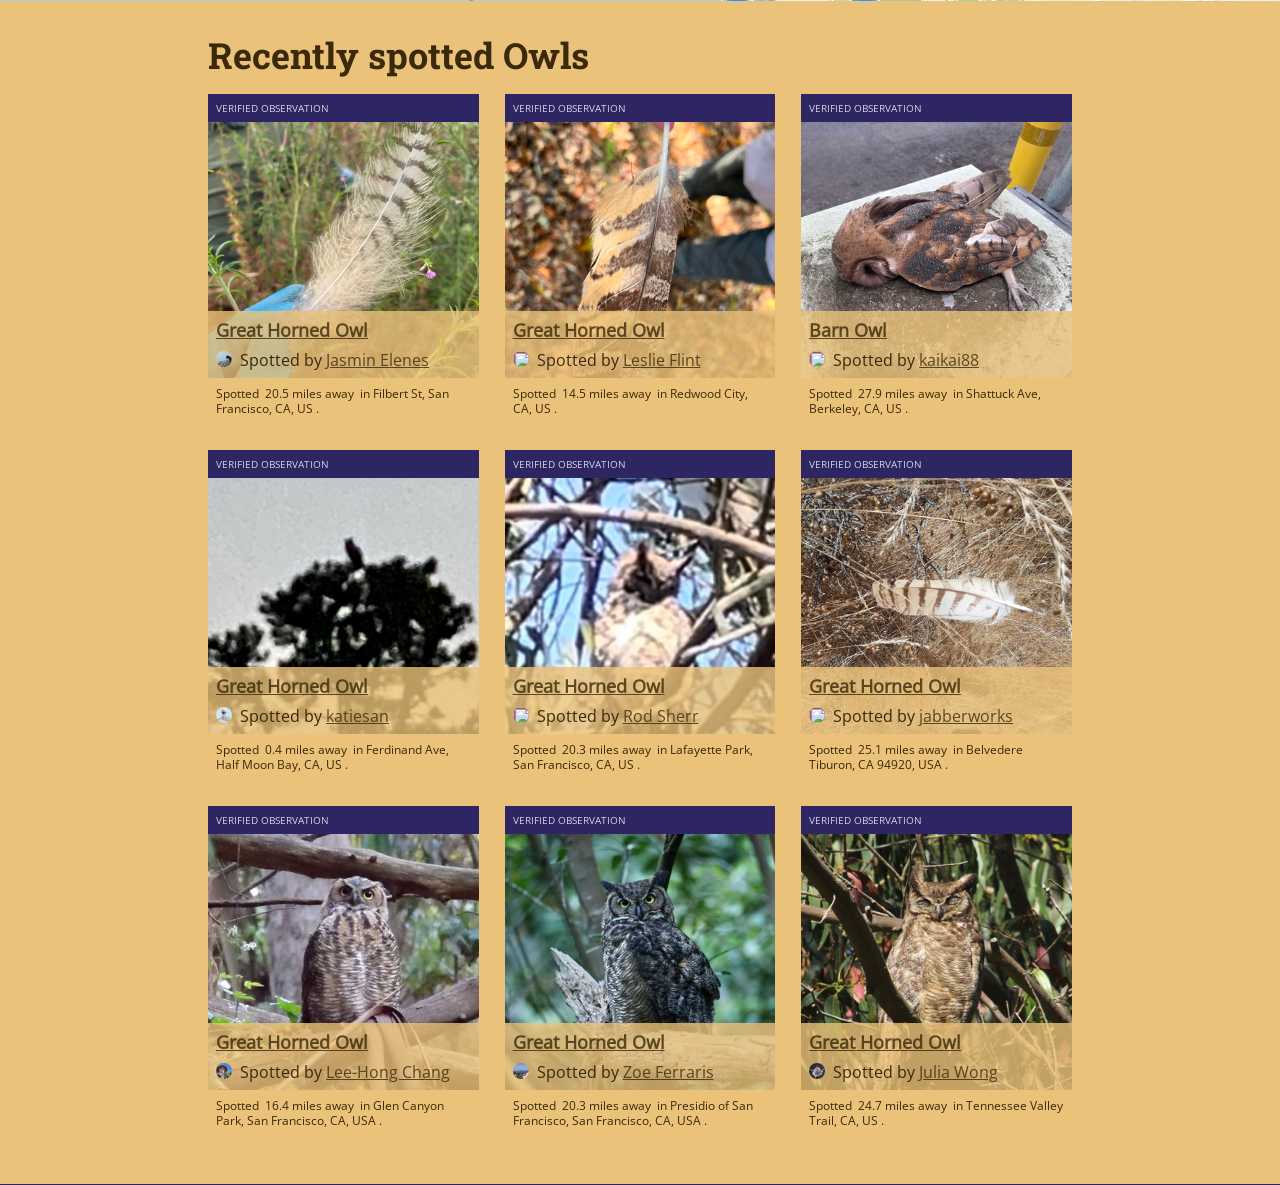 Recently spotted Owls
VERIFIED OBSERVATION
Great Horned Owl
Spotted by Jasmin Elenes
Spotted 20.5 miles away in Filbert St, San
Francisco, CA, US .
VERIFIED OBSERVATION
Great Horned Owl
Spotted by Leslie Flint
Spotted 14.5 miles away in Redwood City,
CA, US .
VERIFIED OBSERVATION
Barn Owl
Spotted by kaikai88
Spotted 27.9 miles away in Shattuck Ave,
Berkeley, CA, US .
VERIFIED OBSERVATION
Great Horned Owl
Spotted by katiesan
Spotted 0.4 miles away in Ferdinand Ave,
Half Moon Bay, CA, US .
VERIFIED OBSERVATION
Great Horned Owl
Spotted by Rod Sherr
Spotted 20.3 miles away in Lafayette Park,
San Francisco, CA, US .
VERIFIED OBSERVATION
Great Horned Owl
Spotted by jabberworks
Spotted 25.1 miles away in Belvedere
Tiburon, CA 94920, USA .
VERIFIED OBSERVATION
Great Horned Owl
Spotted by Lee-Hong Chang
Spotted 16.4 miles away in Glen Canyon
Park, San Francisco, CA, USA .
VERIFIED OBSERVATION
Great Horned Owl
Spotted by Zoe Ferraris
Spotted 20.3 miles away in Presidio of San
Francisco, San Francisco, CA, USA .
VERIFIED OBSERVATION
Great Horned Owl
Spotted by Julia Wong
Spotted 24.7 miles away in Tennessee Valley
Trail, CA, US .